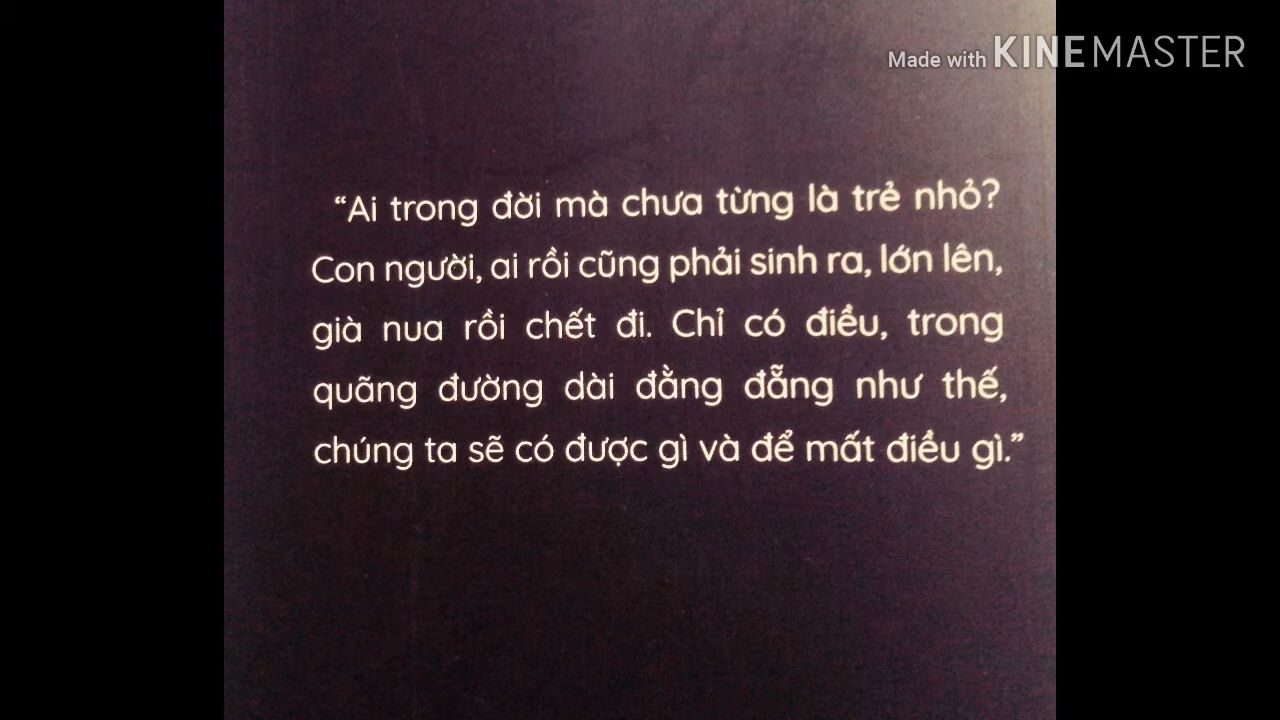 Made with KINEMASTER
“Ai trong đời mà chưa từng là trẻ nhỏ?
Con người, ai rồi cũng phải sinh ra, lớn lên,
già nua rồi chết đi. Chỉ có điều, trong
quãng đường dài đằng đẵng như thế,
chúng ta sẽ có được gì và để mất điều gì.”